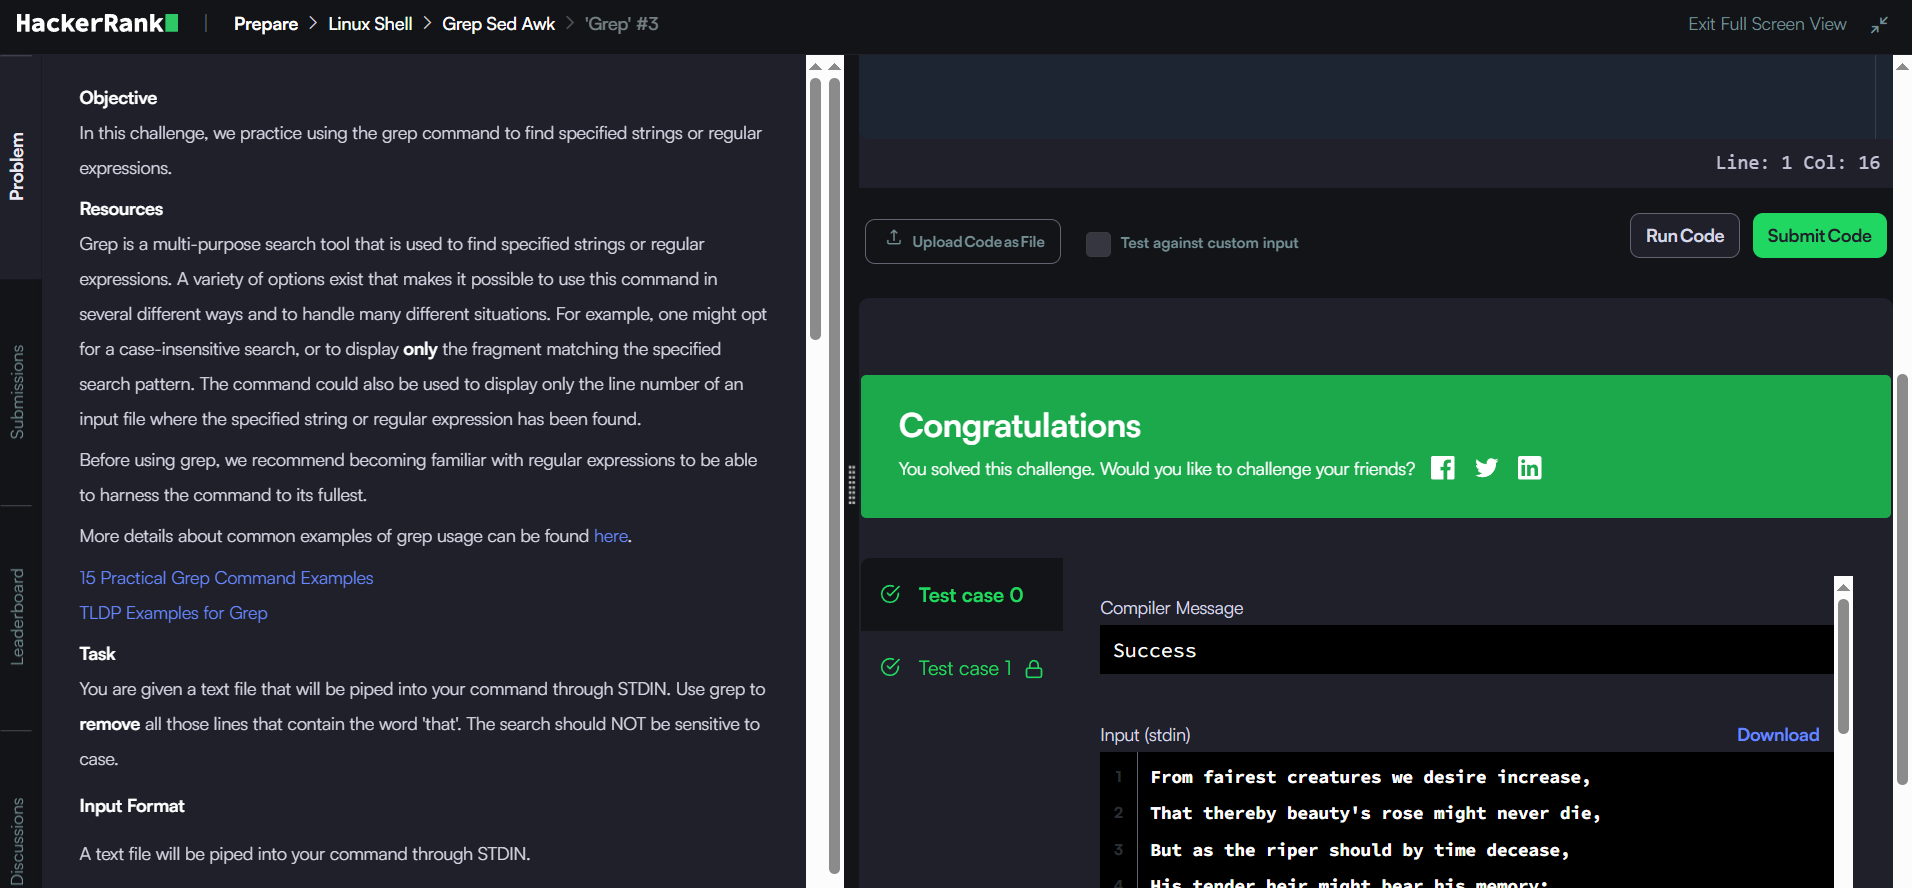 HackerRank
Prepare > Linux Shell > Grep Sed Awk > 'Grep' #3
Exit Full Screen View
Problem
Submissions
Leaderboard
Discussions
Objective
In this challenge, we practice using the grep command to find specified strings or regular
expressions.
Resources
Grep is a multi-purpose search tool that is used to find specified strings or regular
expressions. A variety of options exist that makes it possible to use this command in
several different ways and to handle many different situations. For example, one might opt
for a case-insensitive search, or to display only the fragment matching the specified
search pattern. The command could also be used to display only the line number of an
input file where the specified string or regular expression has been found.
Before using grep, we recommend becoming familiar with regular expressions to be able
to harness the command to its fullest.
More details about common examples of grep usage can be found here.
15 Practical Grep Command Examples
TLDP Examples for Grep
Task
You are given a text file that will be piped into your command through STDIN. Use grep to
remove all those lines that contain the word 'that'. The search should NOT be sensitive to
case.
Input Format
A text file will be piped into your command through STDIN.
Line: 1 Col: 16
Upload Code as File
Test against custom input
Run Code
Submit Code
Congratulations
You solved this challenge. Would you like to challenge your friends?
Test case 0
Test case 1
Compiler Message
Success
Input (stdin)
Download
1 From fairest creatures we desire increase,
2 That thereby beauty's rose might never die,
3 But as the riper should by time decease,
4 His tender heir might bear his memory: